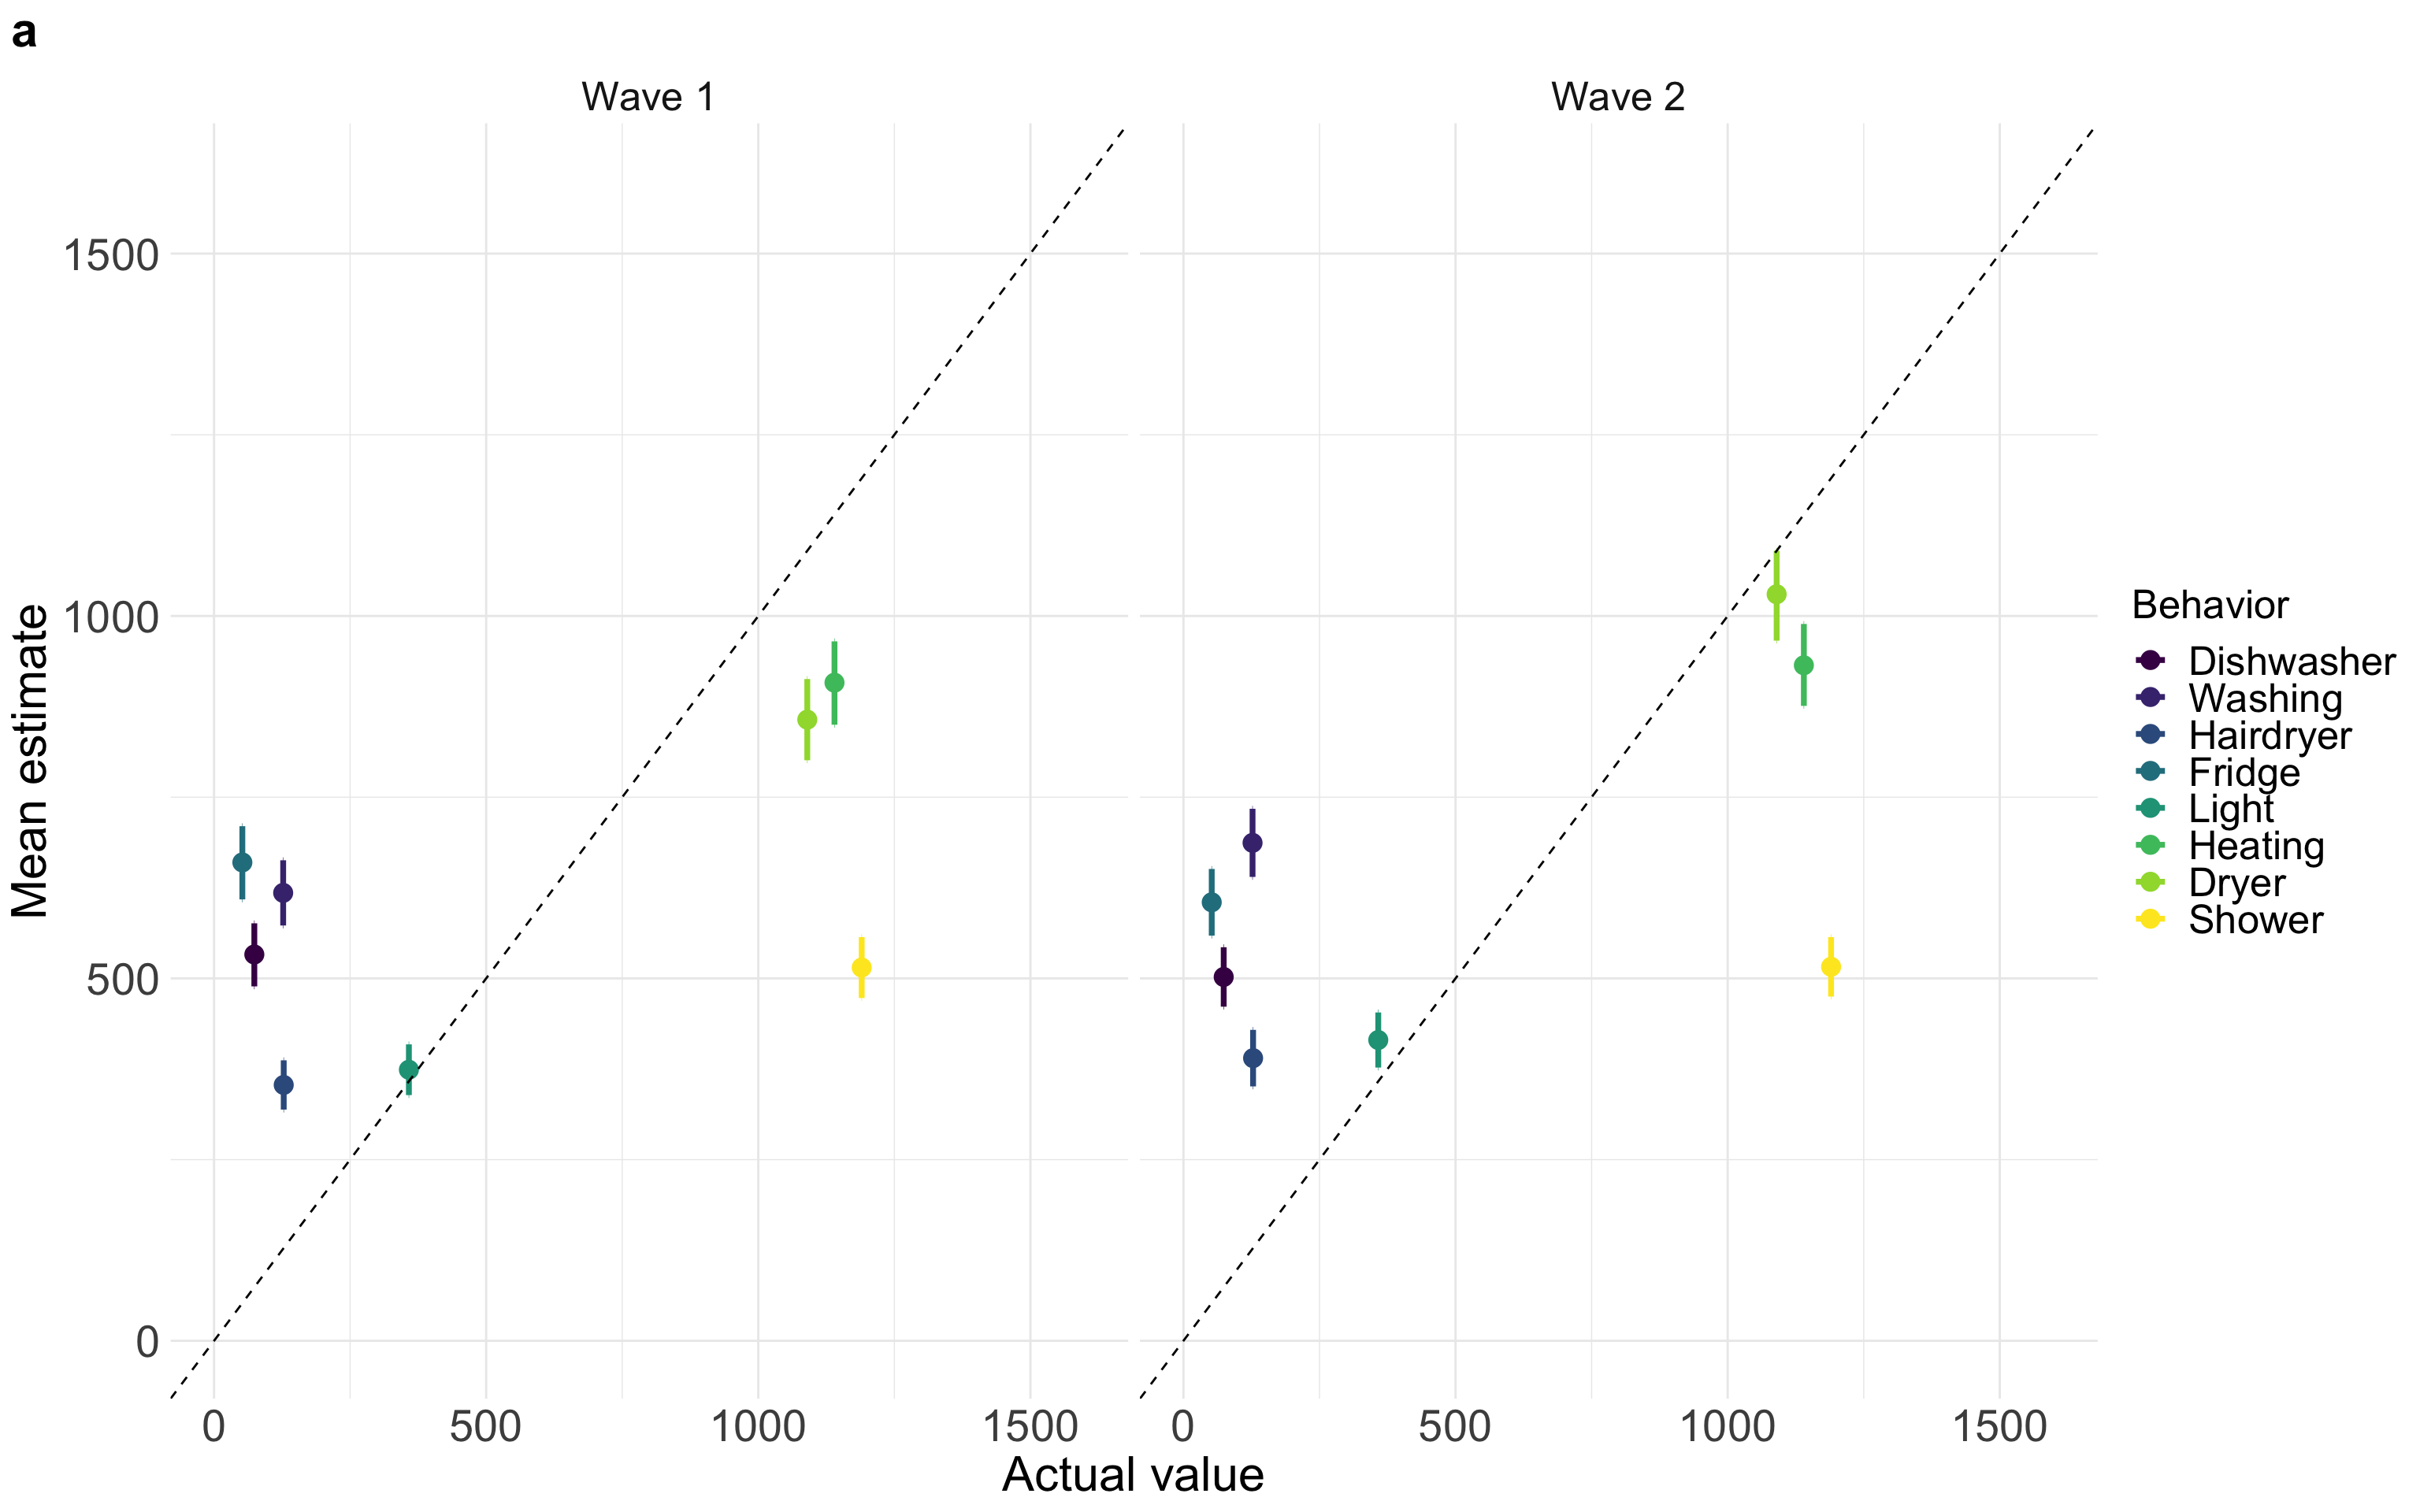 a
Wave 1
Wave 2
Mean estimate
1500
1000
500
0
0 500 1000 1500
0 500 1000 1500
Actual value
Behavior
Dishwasher
Washing
Hairdryer
Fridge
Light
Heating
Dryer
Shower